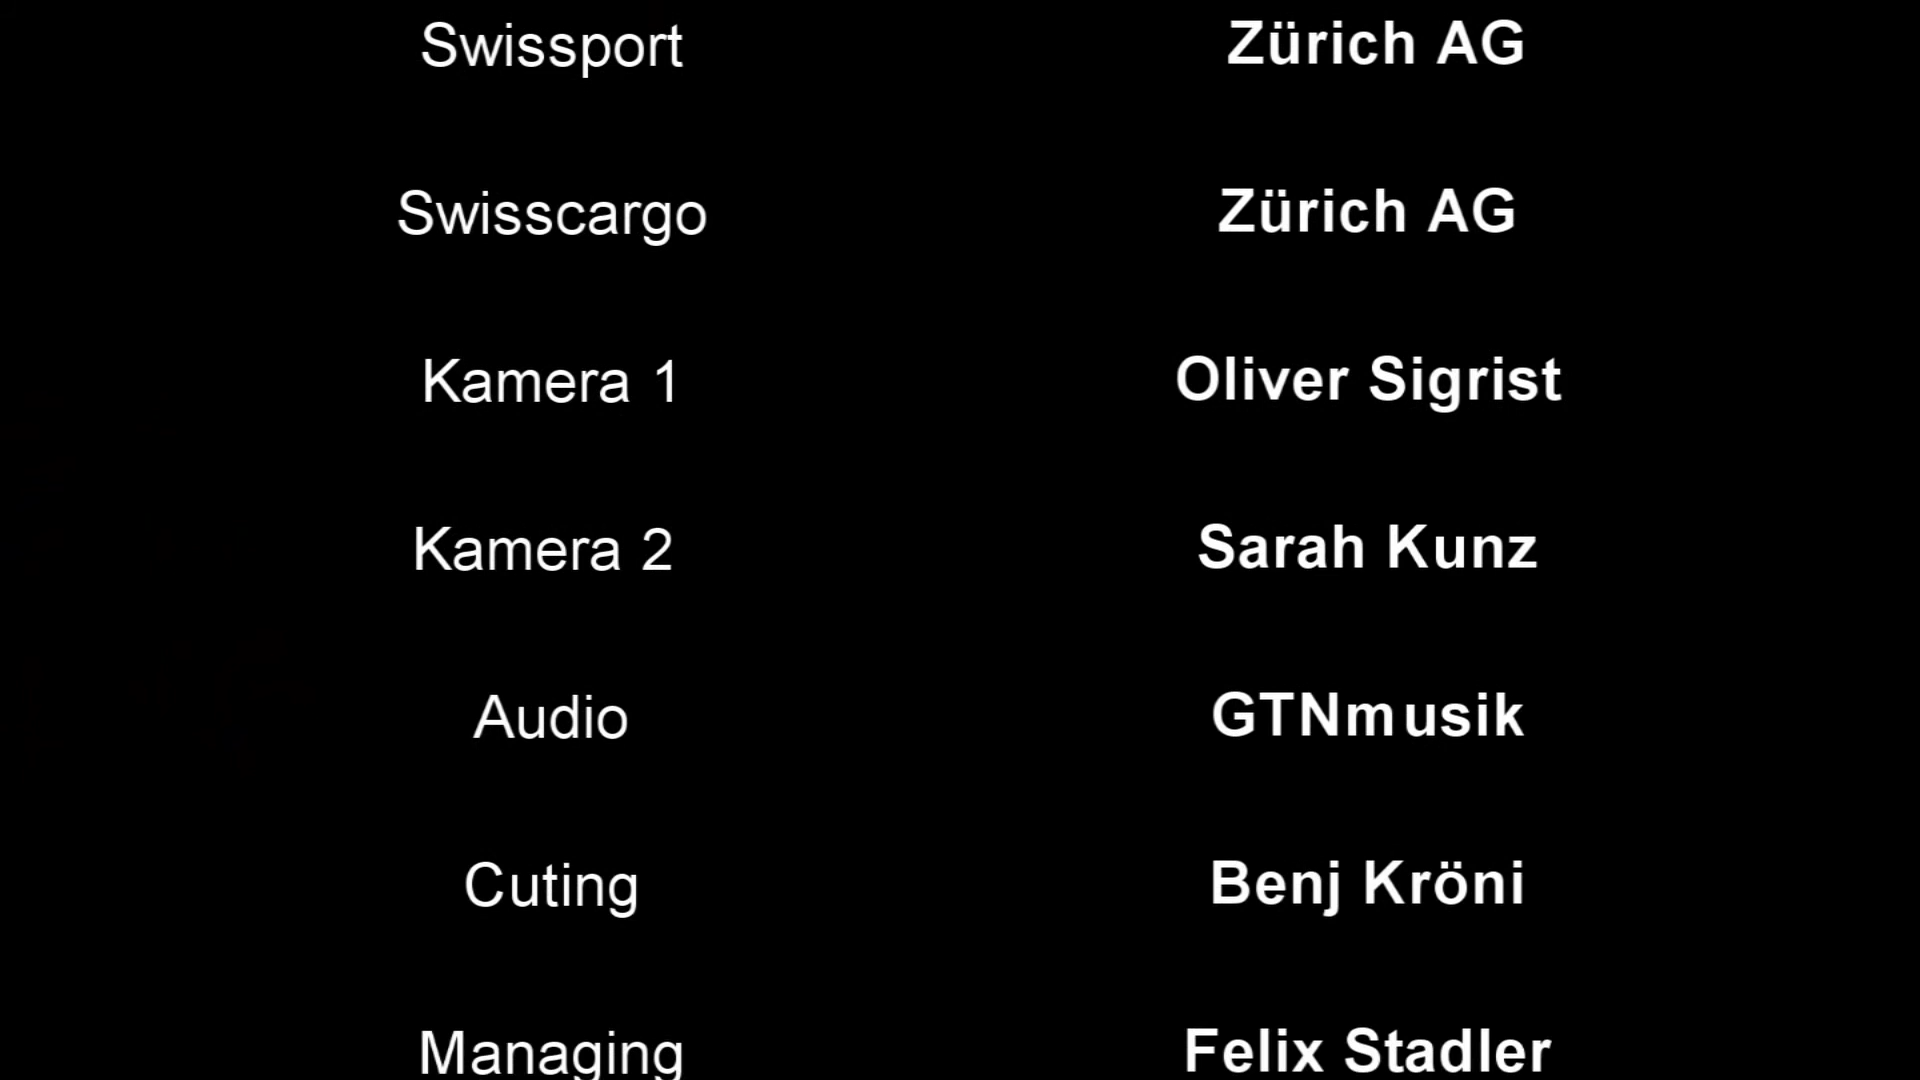 Swissport Zürich AG
Swisscargo Zürich AG
Kamera 1 Oliver Sigrist
Kamera 2 Sarah Kunz
Audio GTNmusik
Cuting Benj Kröni
Managing Felix Stadler